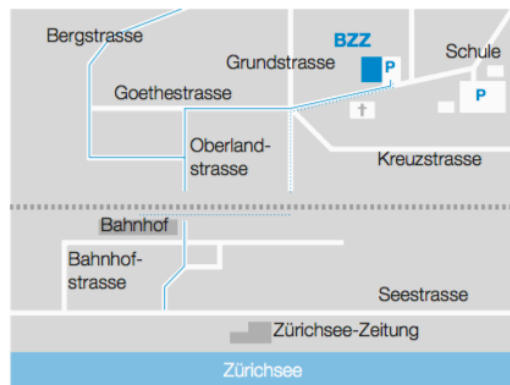 Bergstrasse
BZZ
Schule
Grundstrasse
P
Goethestrasse
P
Oberland-
strasse
Kreuzstrasse
Bahnhof
Bahnhof-
strasse
Seestrasse
Zürichsee-Zeitung
Zürichsee